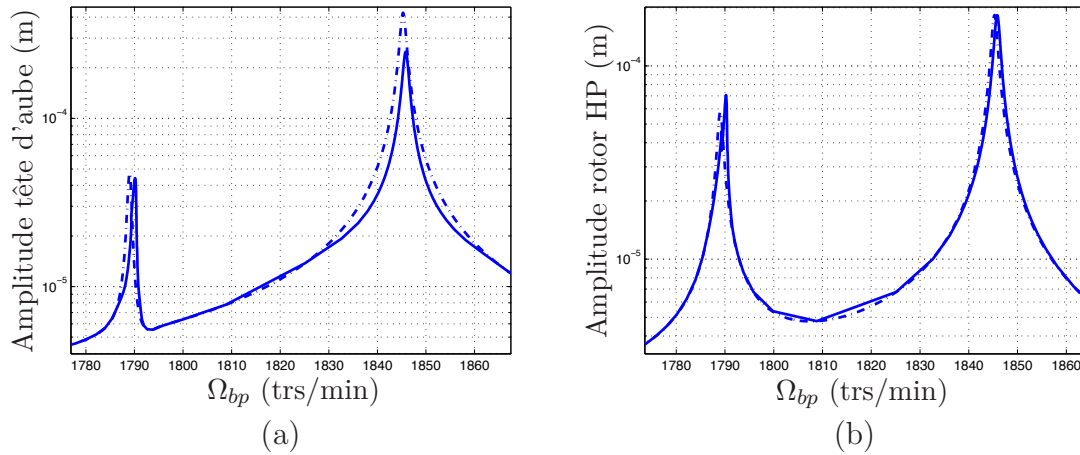 Amplitude tête d'aube (m)
10⁻⁴
10⁻⁵
1780 1790 1800 1810 1820 1830 1840 1850 1860
Ω_bp (trs/min)
(a)
Amplitude rotor HP (m)
10⁻⁴
10⁻⁵
1780 1790 1800 1810 1820 1830 1840 1850 1860
Ω_bp (trs/min)
(b)